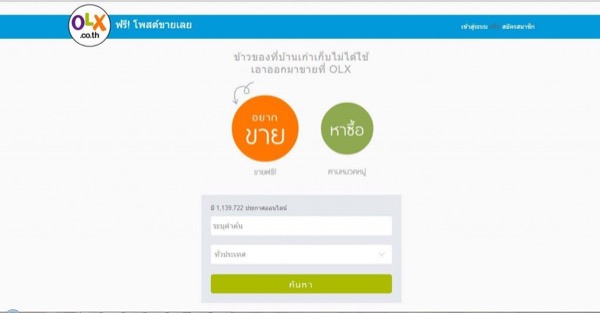 OLX
.co.th
ฟรี! โพสต์ขายเลย
เข้าสู่ระบบ หรือ สมัครสมาชิก
ข้าวของที่บ้านเก่าเก็บไม่ได้ใช้
เอาออกมาขายที่ OLX
อยาก
ขาย
หาซื้อ
ขายฟรี!
ตามหมวดหมู่
มี 1,139,722 ประกาศออนไลน์
ระบุคำค้น
ทั่วประเทศ
ค้นหา